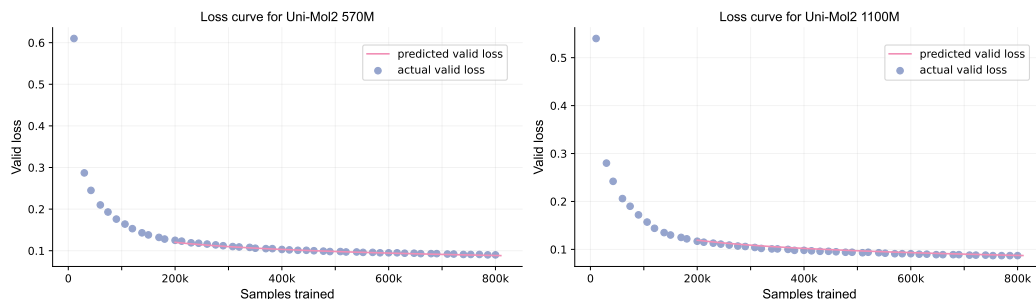 Loss curve for Uni-Mol2 570M
predicted valid loss
actual valid loss
Valid loss
0.6
0.5
0.4
0.3
0.2
0.1
0
200k
400k
600k
800k
Samples trained
Loss curve for Uni-Mol2 1100M
predicted valid loss
actual valid loss
Valid loss
0.5
0.4
0.3
0.2
0.1
0
200k
400k
600k
800k
Samples trained